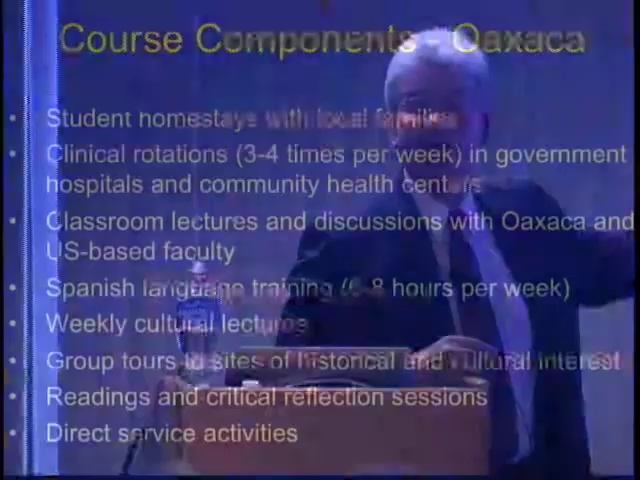 Course Components - Oaxaca
• Student homestays with local families
• Clinical rotations (3-4 times per week) in government
hospitals and community health centers
• Classroom lectures and discussions with Oaxaca and
US-based faculty
• Spanish language training (6-8 hours per week)
• Weekly cultural lectures
• Group tours to sites of historical and cultural interest
• Readings and critical reflection sessions
• Direct service activities